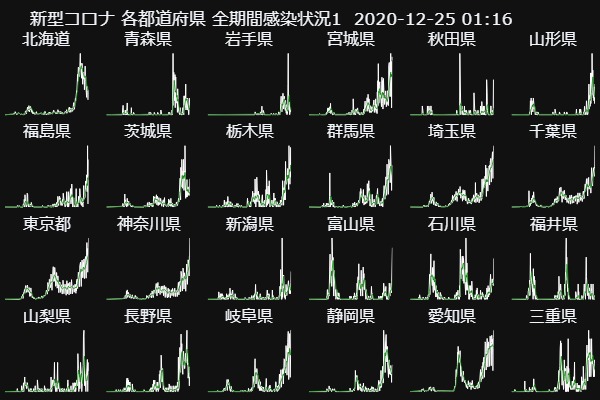 新型コロナ 各都道府県 全期間感染状況1 2020-12-25 01:16
北海道 青森県 岩手県 宮城県 秋田県 山形県
福島県 茨城県 栃木県 群馬県 埼玉県 千葉県
東京都 神奈川県 新潟県 富山県 石川県 福井県
山梨県 長野県 岐阜県 静岡県 愛知県 三重県